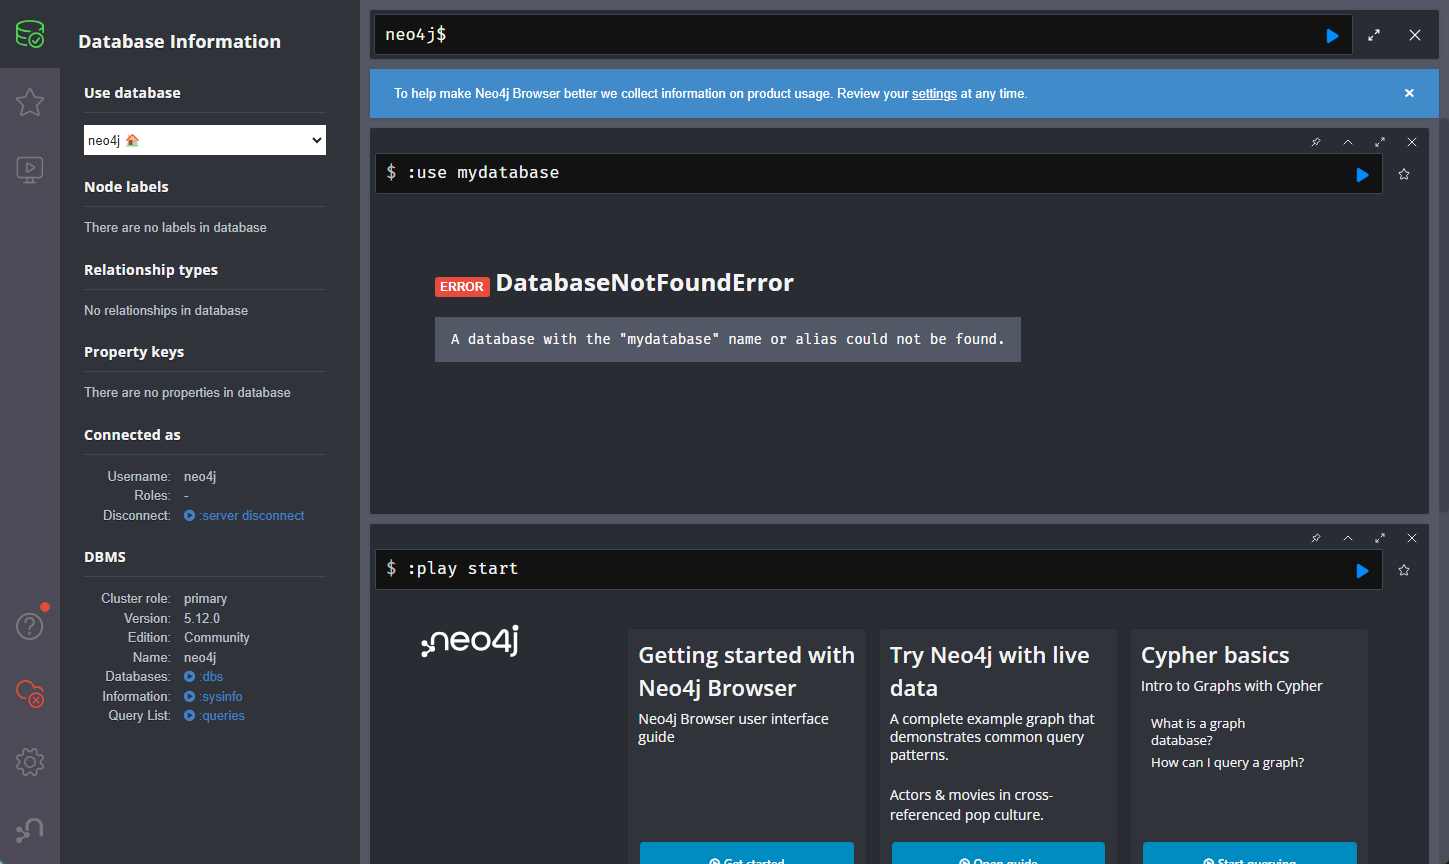 Database Information
Use database
neo4j
Node labels
There are no labels in database
Relationship types
No relationships in database
Property keys
There are no properties in database
Connected as
Username: neo4j
Roles: -
Disconnect: :server disconnect
DBMS
Cluster role: primary
Version: 5.12.0
Edition: Community
Name: neo4j
Databases: :dbs
Information: :sysinfo
Query List: :queries
neo4j$
To help make Neo4j Browser better we collect information on product usage. Review your settings at any time.
$ :use mydatabase
ERROR DatabaseNotFoundError
A database with the "mydatabase" name or alias could not be found.
$ :play start
neo4j
Getting started with
Neo4j Browser
Neo4j Browser user interface
guide
Get started
Try Neo4j with live
data
A complete example graph that
demonstrates common query
patterns.
Actors & movies in cross-
referenced pop culture.
Open guide
Cypher basics
Intro to Graphs with Cypher
What is a graph
database?
How can I query a graph?
Start querying